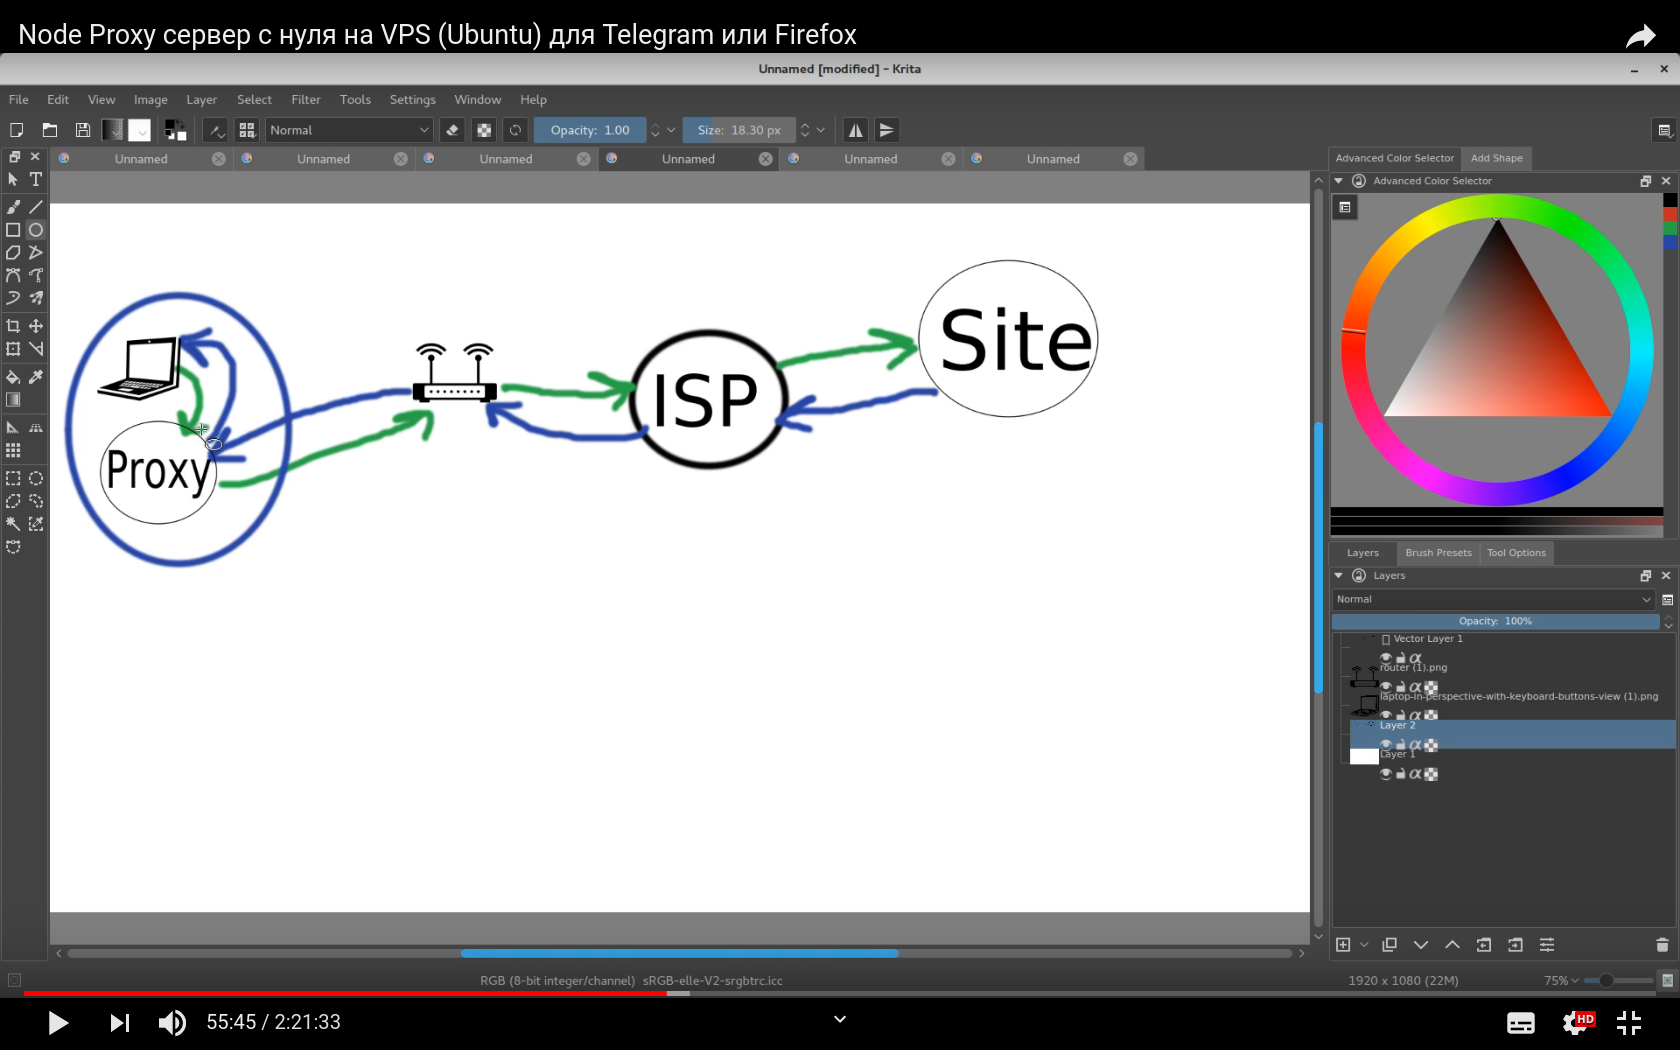 Node Proxy сервер с нуля на VPS (Ubuntu) для Telegram или Firefox
Unnamed [modified] – Krita
File Edit View Image Layer Select Filter Tools Settings Window Help
Normal Opacity: 1.00 Size: 18.30 px
Unnamed Unnamed Unnamed Unnamed Unnamed Unnamed
Advanced Color Selector Add Shape
Advanced Color Selector
Site
ISP
Proxy
Layers Brush Presets Tool Options
Layers
Normal
Opacity: 100%
Vector Layer 1
router (1).png
laptop-in-perspective-with-keyboard-buttons-view (1).png
Layer 2
Layer 1
RGB (8-bit integer/channel) sRGB-elle-V2-srgbtrc.icc 1920 x 1080 (22M) 75%
55:45 / 2:21:33 HD